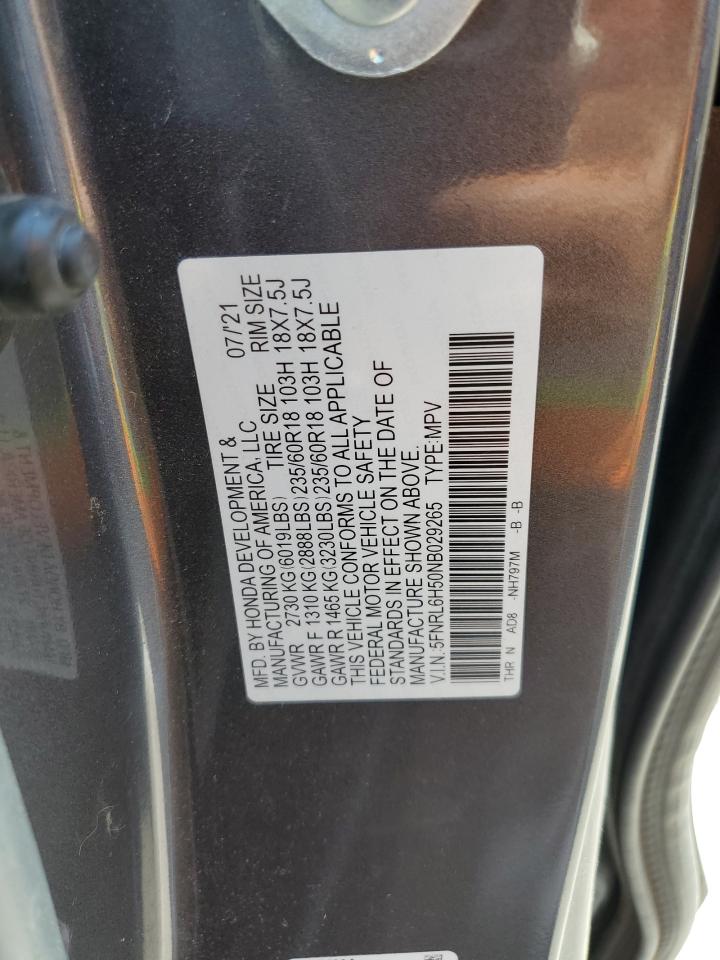 MFD. BY HONDA DEVELOPMENT & 07/'21
MANUFACTURING OF AMERICA, LLC
TIRE SIZE RIM SIZE
GVWR 2730 KG(6019LBS)
GAWR F 1310 KG(2888LBS)235/60R18 103H 18X7.5J
GAWR R 1465 KG(3230LBS)235/60R18 103H 18X7.5J
THIS VEHICLE CONFORMS TO ALL APPLICABLE
FEDERAL MOTOR VEHICLE SAFETY
STANDARDS IN EFFECT ON THE DATE OF
MANUFACTURE SHOWN ABOVE.
V.I.N.:5FNRL6H50NB029265 TYPE:MPV
THR N AD8 -NH797M -B -B